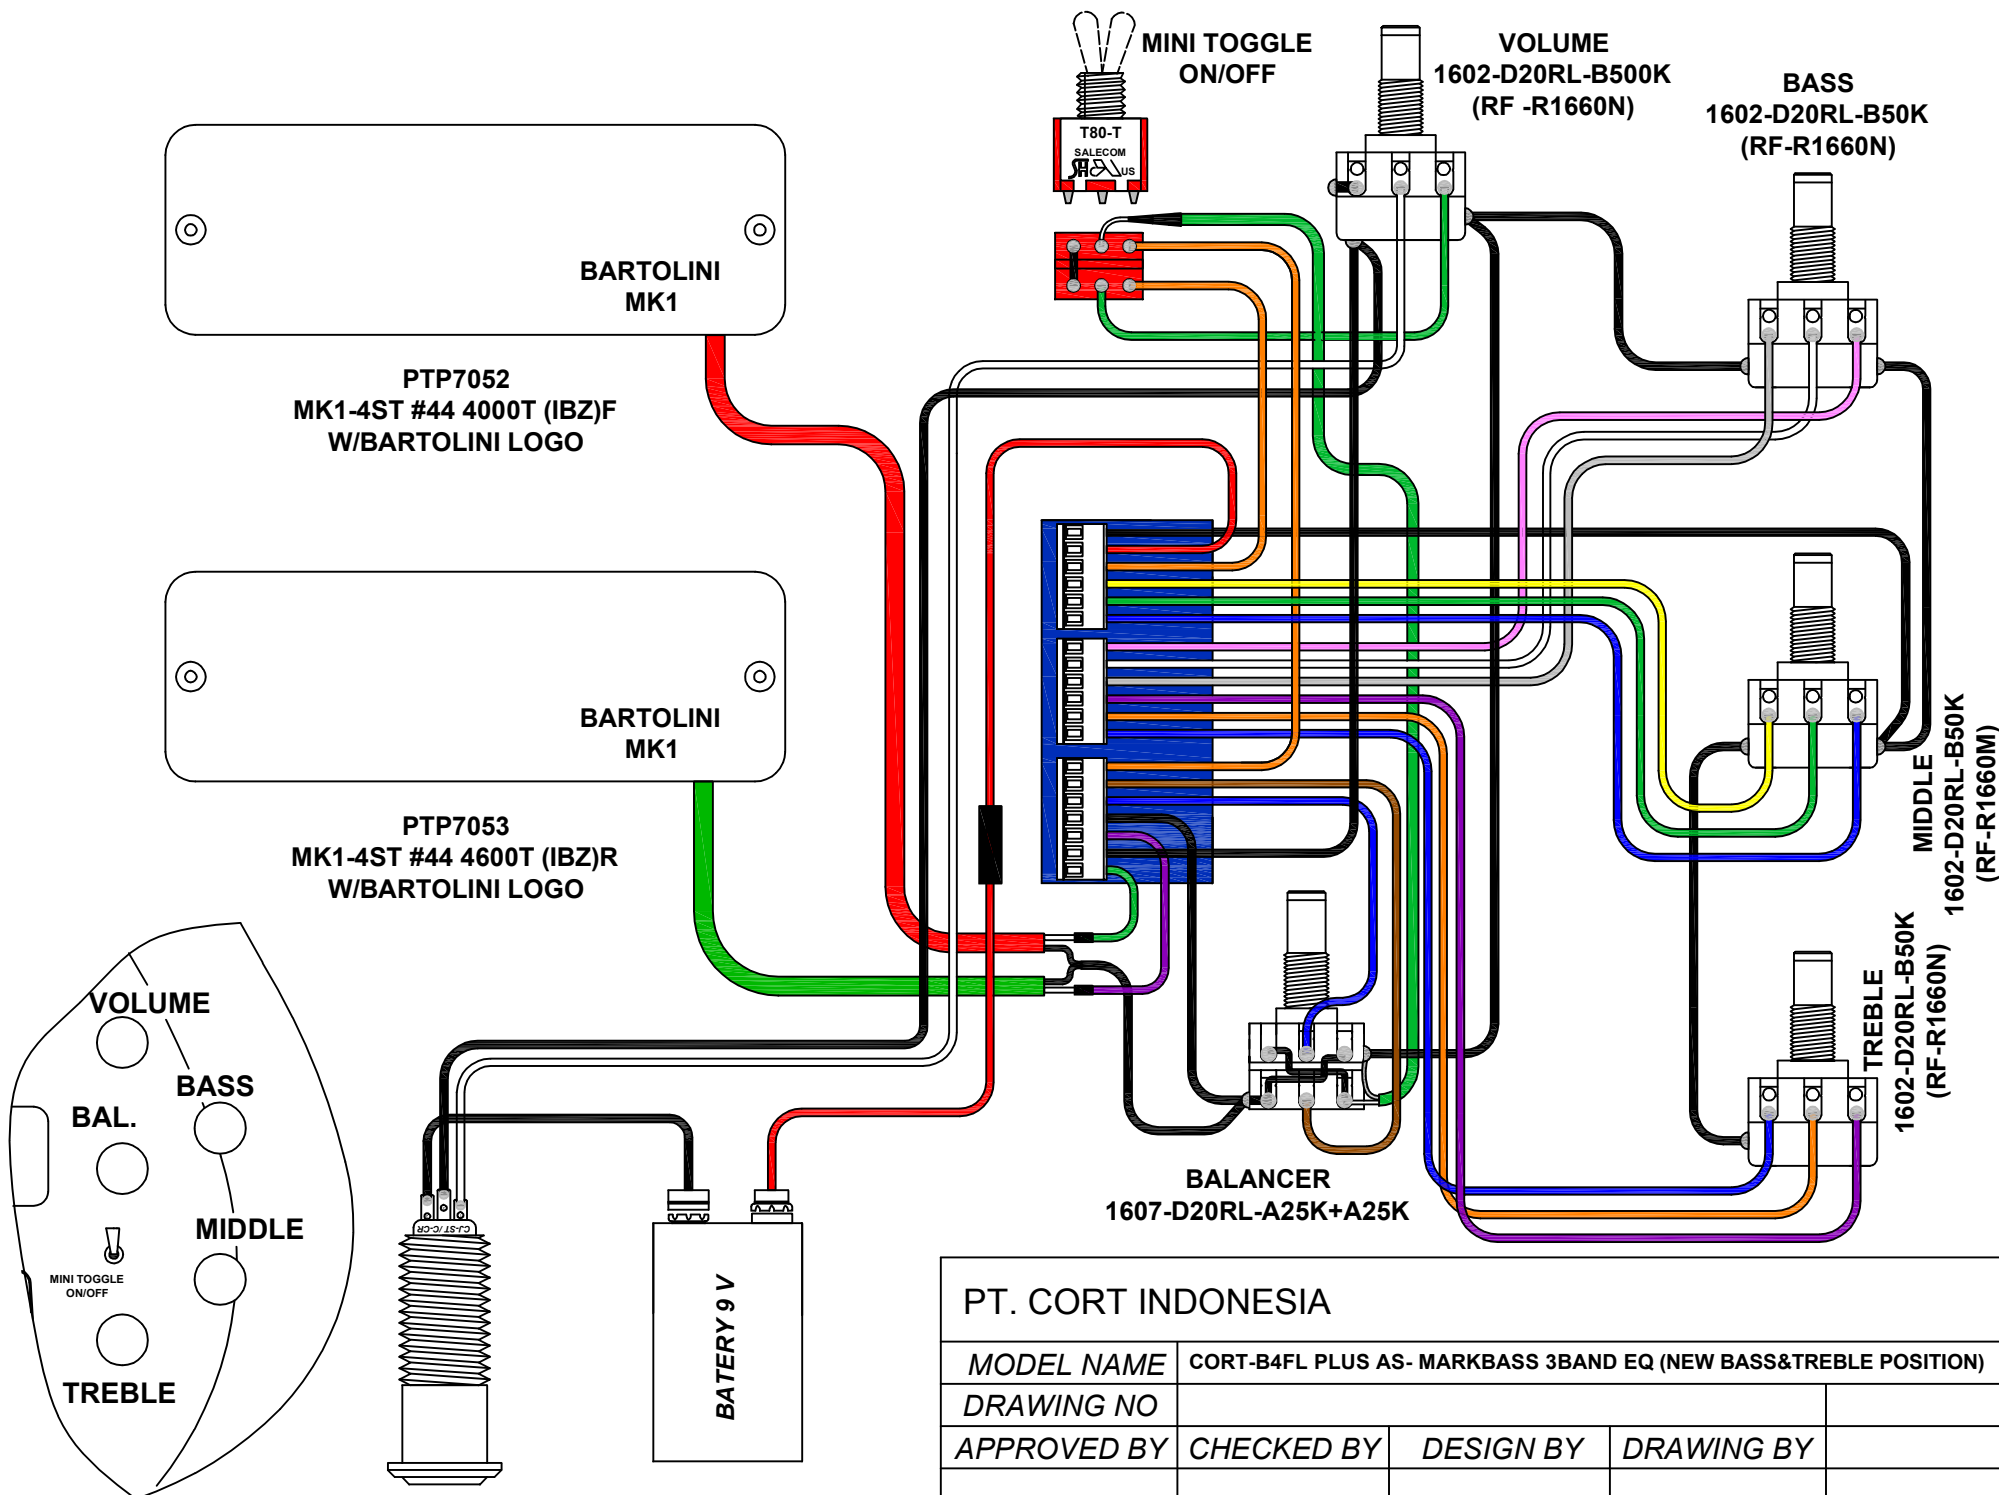 MINI TOGGLE
ON/OFF
T80-T
SALECOM
US
VOLUME
1602-D20RL-B500K
(RF -R1660N)
BASS
1602-D20RL-B50K
(RF-R1660N)
BARTOLINI
MK1
PTP7052
MK1-4ST #44 4000T (IBZ)F
W/BARTOLINI LOGO
BARTOLINI
MK1
PTP7053
MK1-4ST #44 4600T (IBZ)R
W/BARTOLINI LOGO
MIDDLE
1602-D20RL-B50K
(RF-R1660M)
TREBLE
1602-D20RL-B50K
(RF-R1660N)
VOLUME
BASS
BAL.
MIDDLE
MINI TOGGLE
ON/OFF
TREBLE
CJ-ST/C-CR
BATERY 9 V
BALANCER
1607-D20RL-A25K+A25K
PT. CORT INDONESIA
MODEL NAME CORT-B4FL PLUS AS- MARKBASS 3BAND EQ (NEW BASS&TREBLE POSITION)
DRAWING NO
APPROVED BY CHECKED BY DESIGN BY DRAWING BY